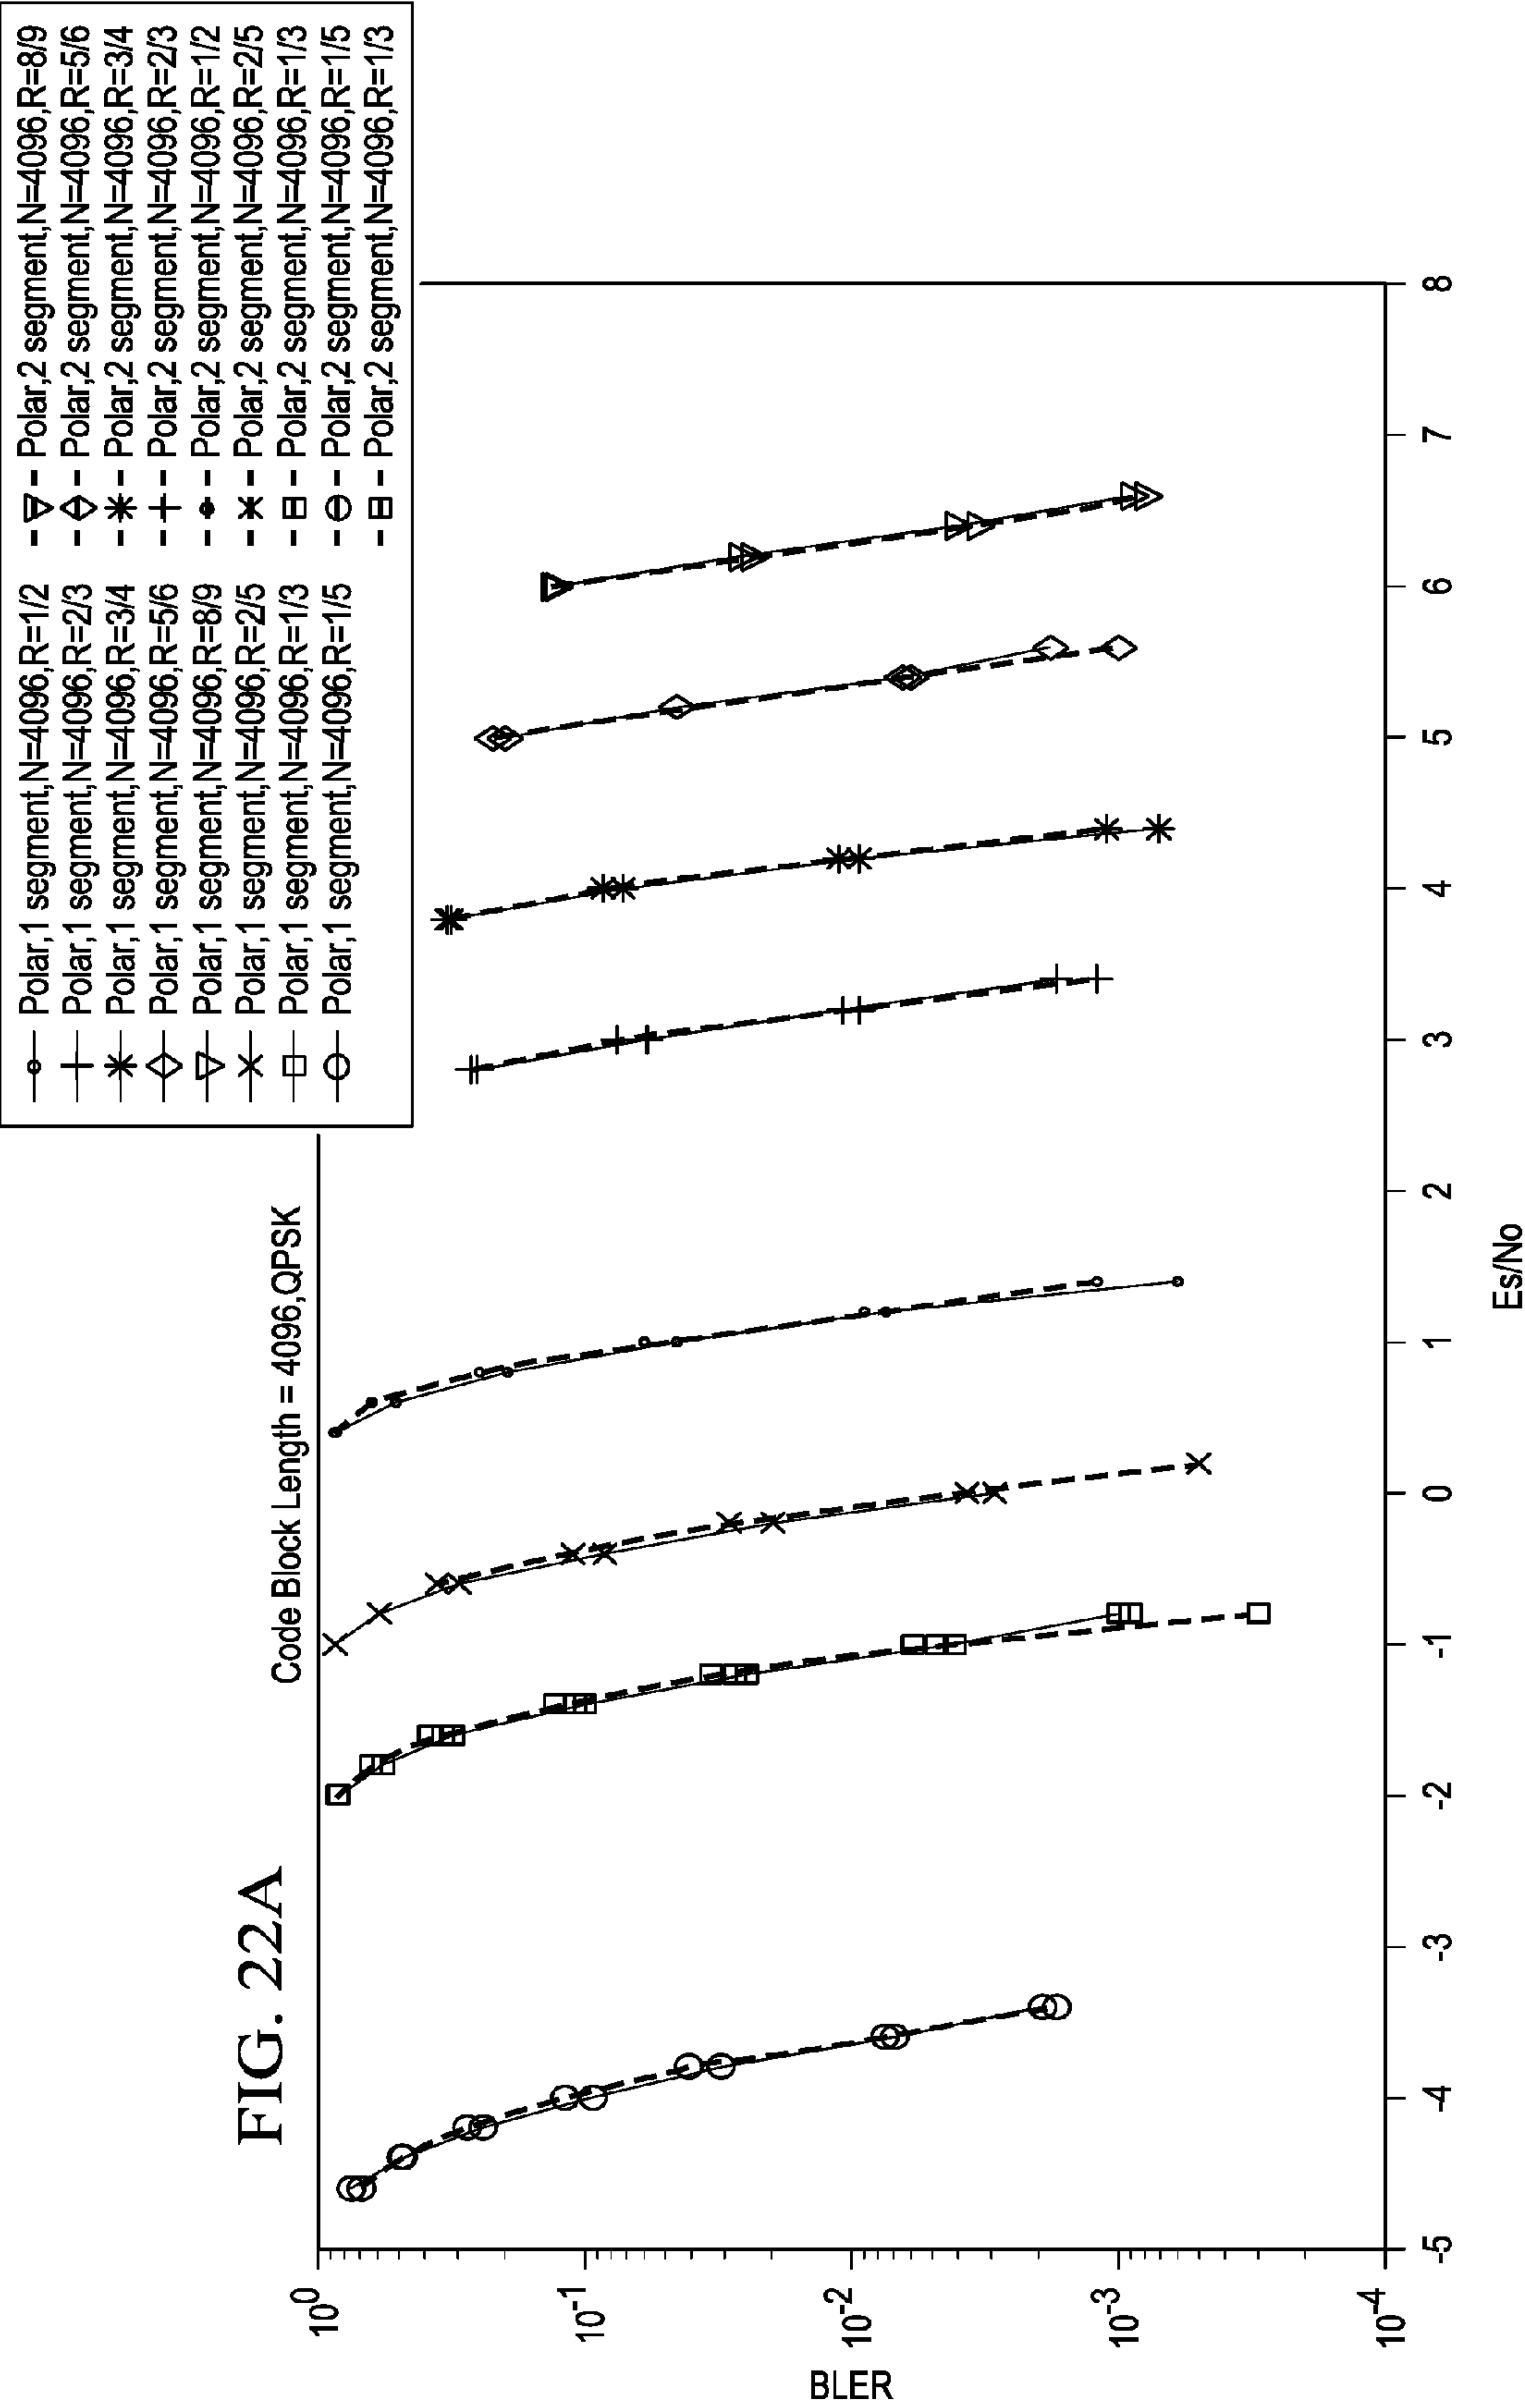 FIG. 22A
Code Block Length = 4096,QPSK
Polar,1 segment,N=4096,R=1/2
Polar,1 segment,N=4096,R=2/3
Polar,1 segment,N=4096,R=3/4
Polar,1 segment,N=4096,R=5/6
Polar,1 segment,N=4096,R=8/9
Polar,1 segment,N=4096,R=2/5
Polar,1 segment,N=4096,R=1/3
Polar,1 segment,N=4096,R=1/5
Polar,2 segment,N=4096,R=8/9
Polar,2 segment,N=4096,R=5/6
Polar,2 segment,N=4096,R=3/4
Polar,2 segment,N=4096,R=2/3
Polar,2 segment,N=4096,R=1/2
Polar,2 segment,N=4096,R=2/5
Polar,2 segment,N=4096,R=1/3
Polar,2 segment,N=4096,R=1/5
Polar,2 segment,N=4096,R=1/3
BLER
10^0
10^-1
10^-2
10^-3
10^-4
-5 -4 -3 -2 -1 0 1 2 3 4 5 6 7 8
Es/No